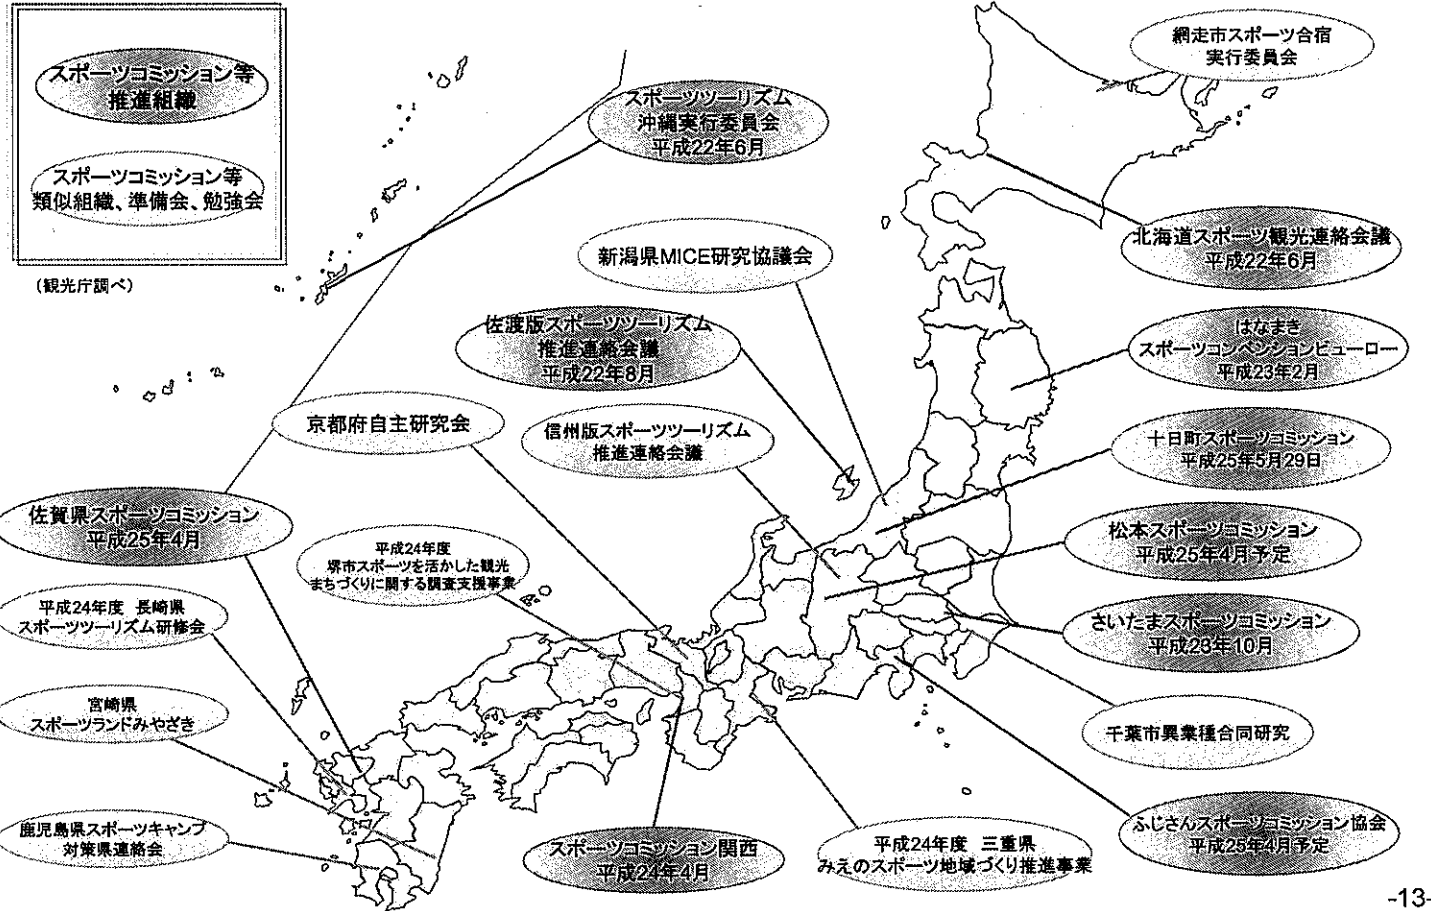 スポーツコミッション等
推進組織
スポーツコミッション等
類似組織、準備会、勉強会
(観光庁調べ)
網走市スポーツ合宿
実行委員会
スポーツツーリズム
沖縄実行委員会
平成22年6月
北海道スポーツ観光連絡会議
平成22年6月
新潟県MICE研究協議会
佐渡版スポーツツーリズム
推進連絡会議
平成22年8月
はなまき
スポーツコンベンションビューロー
平成23年2月
京都府自主研究会
信州版スポーツツーリズム
推進連絡会議
十日町スポーツコミッション
平成25年5月29日
佐賀県スポーツコミッション
平成25年4月
平成24年度
堺市スポーツを活かした観光
まちづくりに関する調査支援事業
松本スポーツコミッション
平成25年4月予定
平成24年度 長崎県
スポーツツーリズム研修会
さいたまスポーツコミッション
平成23年10月
宮崎県
スポーツランドみやざき
千葉市異業種合同研究
鹿児島県スポーツキャンプ
対策県連絡会
スポーツコミッション関西
平成24年4月
平成24年度 三重県
みえのスポーツ地域づくり推進事業
ふじさんスポーツコミッション協会
平成25年4月予定
-13-